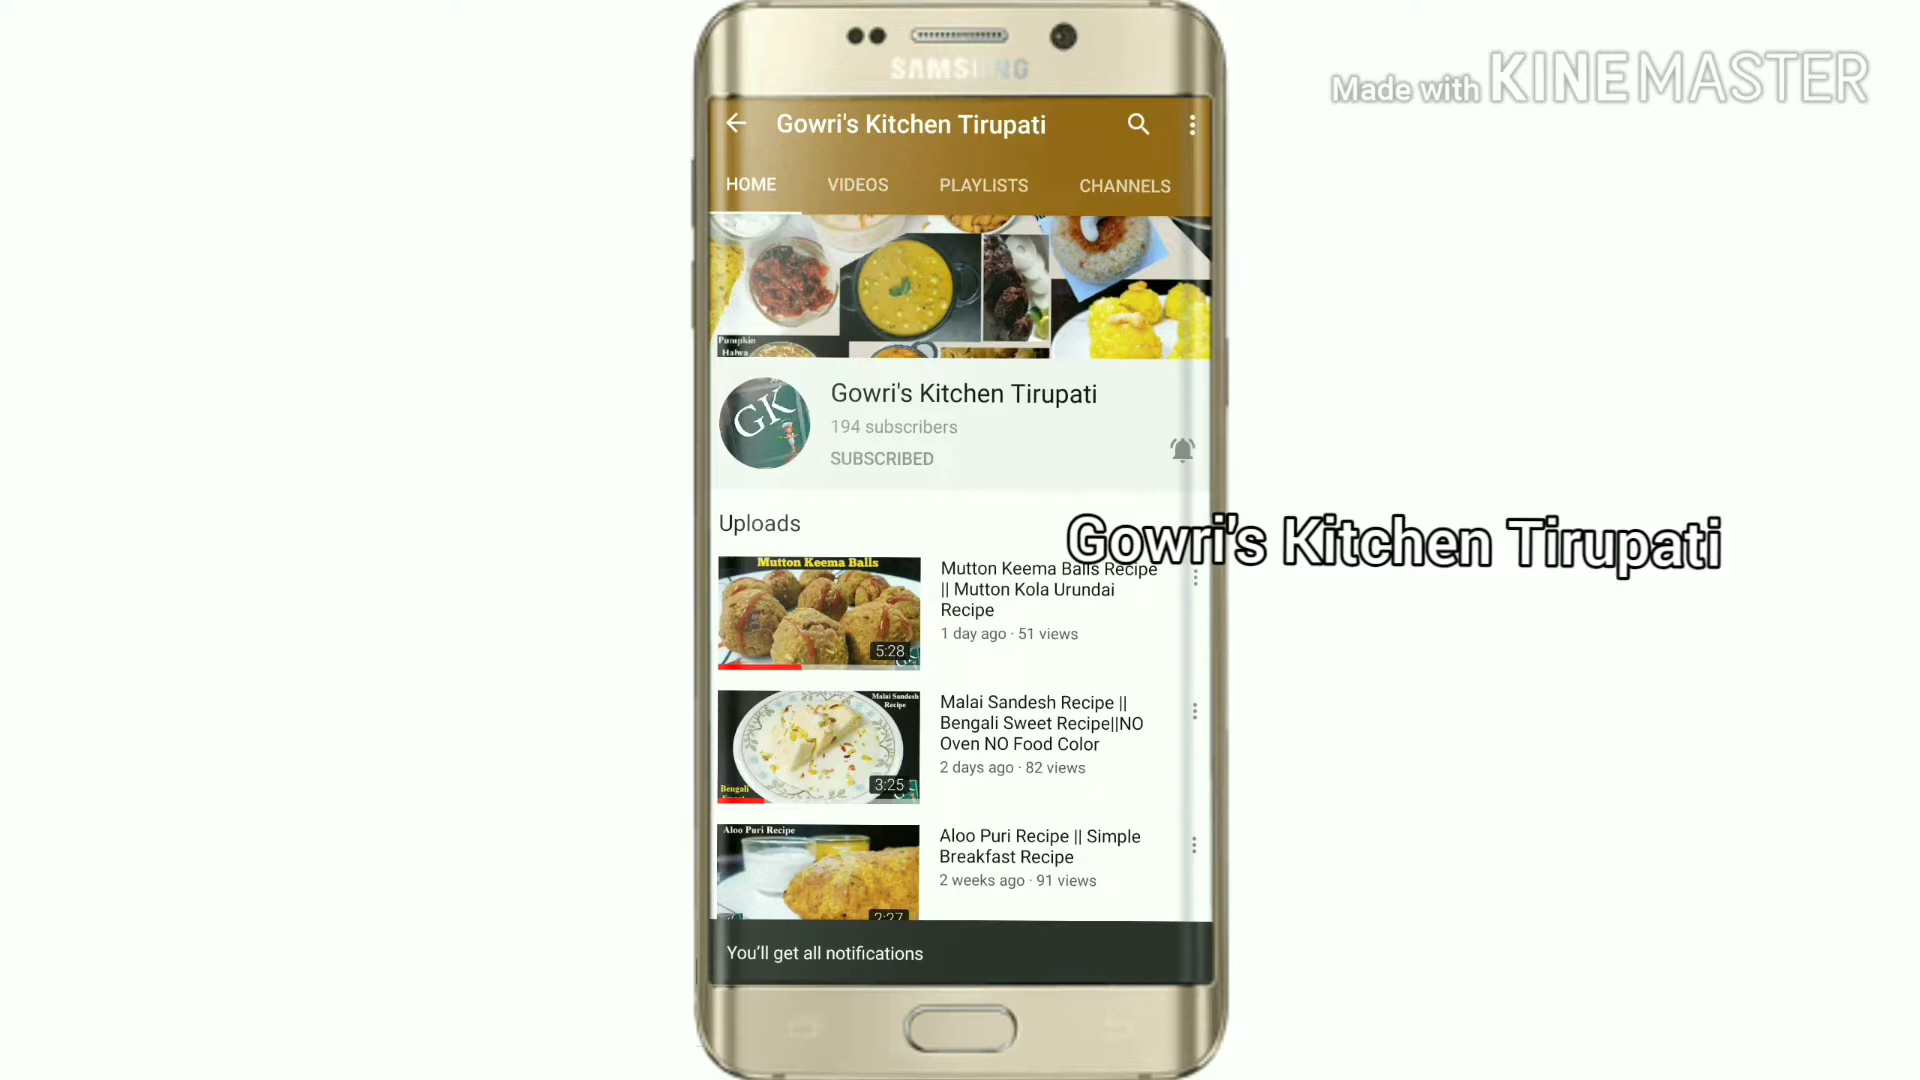 Made with KINEMASTER
SAMSUNG
Gowri's Kitchen Tirupati
HOME VIDEOS PLAYLISTS CHANNELS
Pumpkin
Halwa
GK
Gowri's Kitchen Tirupati
194 subscribers
SUBSCRIBED
Uploads
Gowri's Kitchen Tirupati
Mutton Keema Balls
5:28
Mutton Keema Balls Recipe
|| Mutton Kola Urundai
Recipe
1 day ago · 51 views
Malai Sandesh
Recipe
Bengali
3:25
Malai Sandesh Recipe ||
Bengali Sweet Recipe||NO
Oven NO Food Color
2 days ago · 82 views
Aloo Puri Recipe
2:27
Aloo Puri Recipe || Simple
Breakfast Recipe
2 weeks ago · 91 views
You'll get all notifications